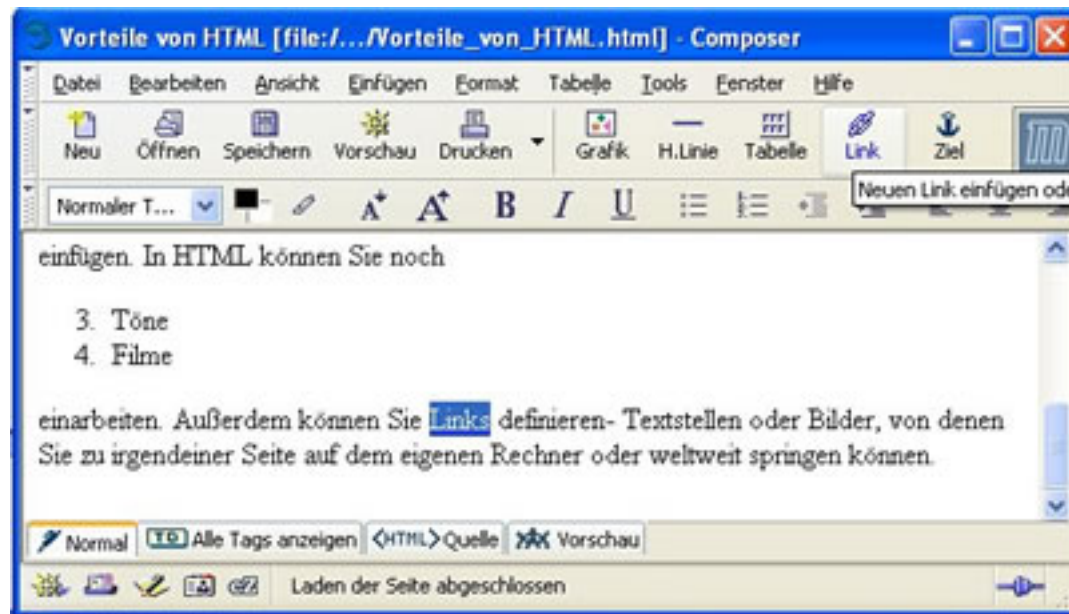 Vorteile von HTML [file:/.../Vorteile_von_HTML.html] - Composer
Datei Bearbeiten Ansicht Einfügen Format Tabelle Tools Fenster Hilfe
Neu Öffnen Speichern Vorschau Drucken Grafik H.Linie Tabelle Link Ziel
Neuen Link einfügen ode
Normaler T... A A B I U
einfügen. In HTML können Sie noch
3. Töne
4. Filme
einarbeiten. Außerdem können Sie Links definieren- Textstellen oder Bilder, von denen
Sie zu irgendeiner Seite auf dem eigenen Rechner oder weltweit springen können.
Normal TD Alle Tags anzeigen <HTML> Quelle Vorschau
Laden der Seite abgeschlossen